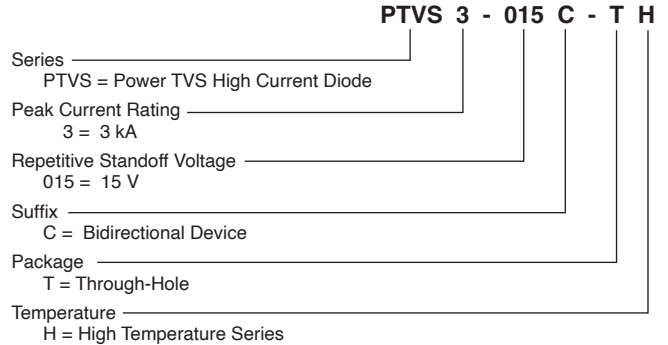 PTVS 3 - 015 C - T H
Series
PTVS = Power TVS High Current Diode
Peak Current Rating
3 = 3 kA
Repetitive Standoff Voltage
015 = 15 V
Suffix
C = Bidirectional Device
Package
T = Through-Hole
Temperature
H = High Temperature Series